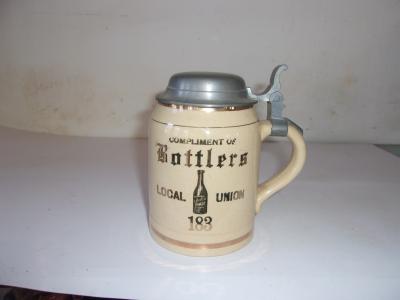 COMPLIMENT OF
Bottlers
LOCAL UNION
183